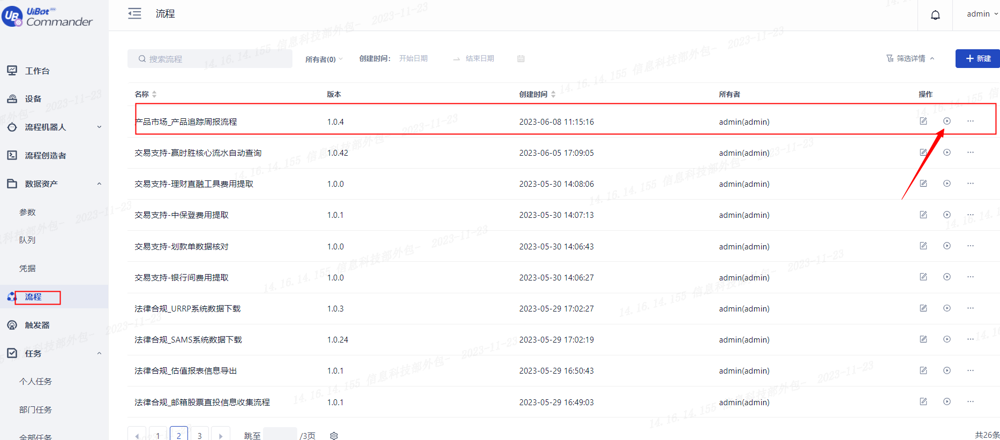 UiBot
Commander
流程
admin
搜索流程
所有者(0)
创建时间：
开始日期
结束日期
筛选详情
新建
工作台
设备
流程机器人
流程创造者
数据资产
参数
队列
凭据
流程
触发器
任务
个人任务
部门任务
全部任务
名称 版本 创建时间 所有者 操作
产品市场_产品追踪周报流程 1.0.4 2023-06-08 11:15:16 admin(admin)
交易支持-赢时胜核心流水自动查询 1.0.42 2023-06-05 17:09:05 admin(admin)
交易支持-理财直融工具费用提取 1.0.0 2023-05-30 14:08:06 admin(admin)
交易支持-中保登费用提取 1.0.1 2023-05-30 14:07:13 admin(admin)
交易支持-划款单数据核对 1.0.0 2023-05-30 14:06:43 admin(admin)
交易支持-银行间费用提取 1.0.0 2023-05-30 14:06:27 admin(admin)
法律合规_URRP系统数据下载 1.0.3 2023-05-29 17:02:27 admin(admin)
法律合规_SAMS系统数据下载 1.0.24 2023-05-29 17:02:19 admin(admin)
法律合规_估值报表信息导出 1.0.1 2023-05-29 16:50:43 admin(admin)
法律合规_邮箱股票直投信息收集流程 1.0.1 2023-05-29 16:49:03 admin(admin)
1 2 3 跳至 /3页
共26条
14.16.14.155 信息科技部外包- 2023-11-23